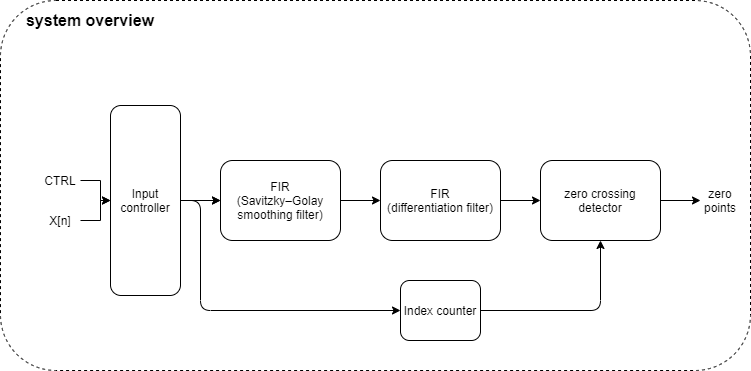 system overview
CTRL
X[n]
Input
controller
FIR
(Savitzky–Golay
smoothing filter)
FIR
(differentiation filter)
zero crossing
detector
zero
points
Index counter